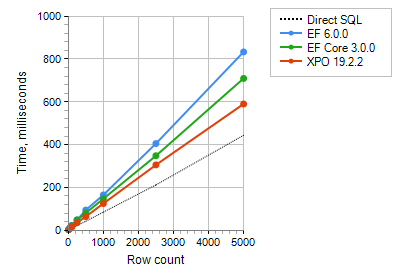 1000
800
600
400
200
0
Time, milliseconds
0
1000
2000
3000
4000
5000
Row count
Direct SQL
EF 6.0.0
EF Core 3.0.0
XPO 19.2.2